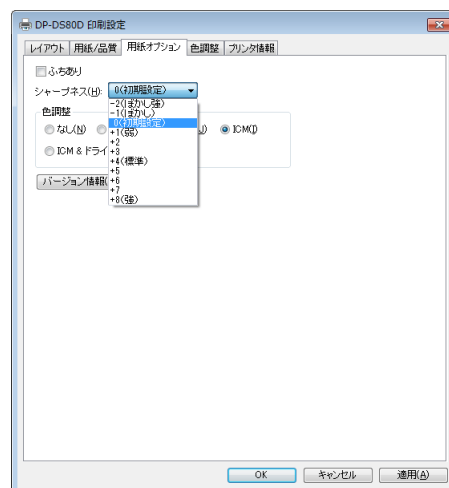 DP-DS80D 印刷設定
レイアウト 用紙/品質 用紙オプション 色調整 プリンタ情報
ふちあり
シャープネス(H): 0(初期設定)
-2(ぼかし強)
-1(ぼかし)
0(初期設定)
+1(弱)
+2
+3
+4(標準)
+5
+6
+7
+8(強)
色調整
なし(N) J) ICM(I)
ICM & ドライ
バージョン情報(
OK キャンセル 適用(A)